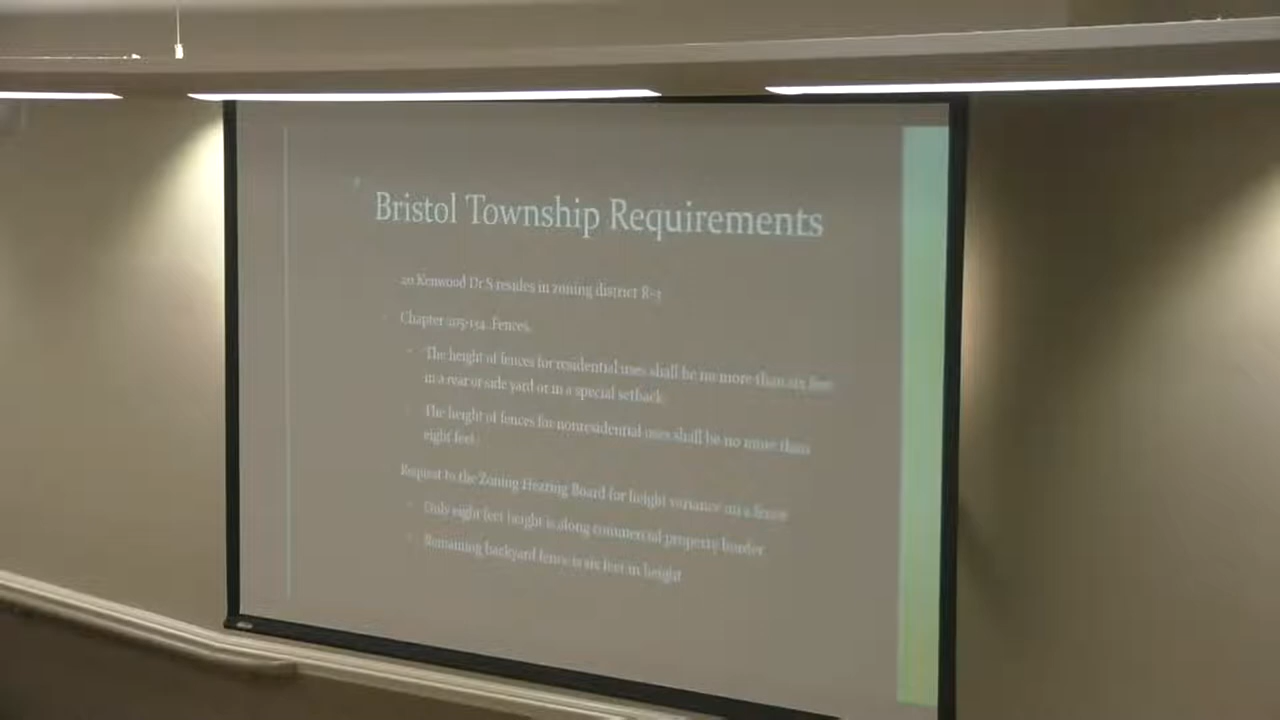 Bristol Township Requirements
20 Kenwood Dr S resides in zoning district R-1
Chapter 205-134. Fences.
The height of fences for residential uses shall be no more than six feet
in a rear or side yard or in a special setback
The height of fences for nonresidential uses shall be no more than
eight feet
Request to the Zoning Hearing Board for height variance on a fence
Only eight feet height is along commercial property border
Remaining backyard fence is six feet in height